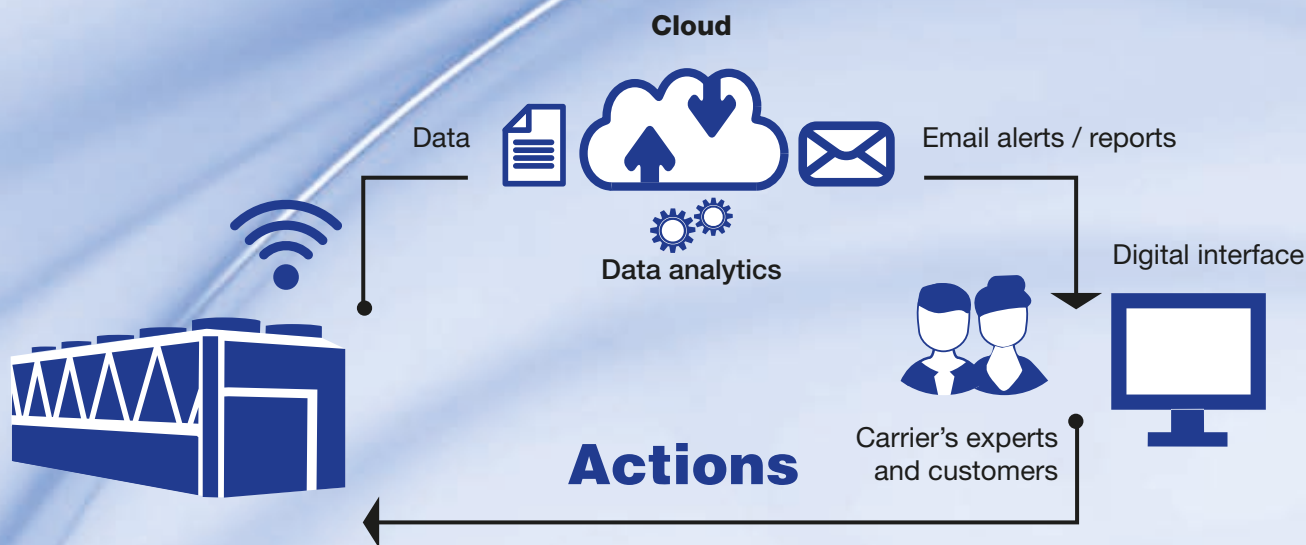 Cloud
Data
Email alerts / reports
Data analytics
Digital interface
Carrier’s experts
and customers
Actions